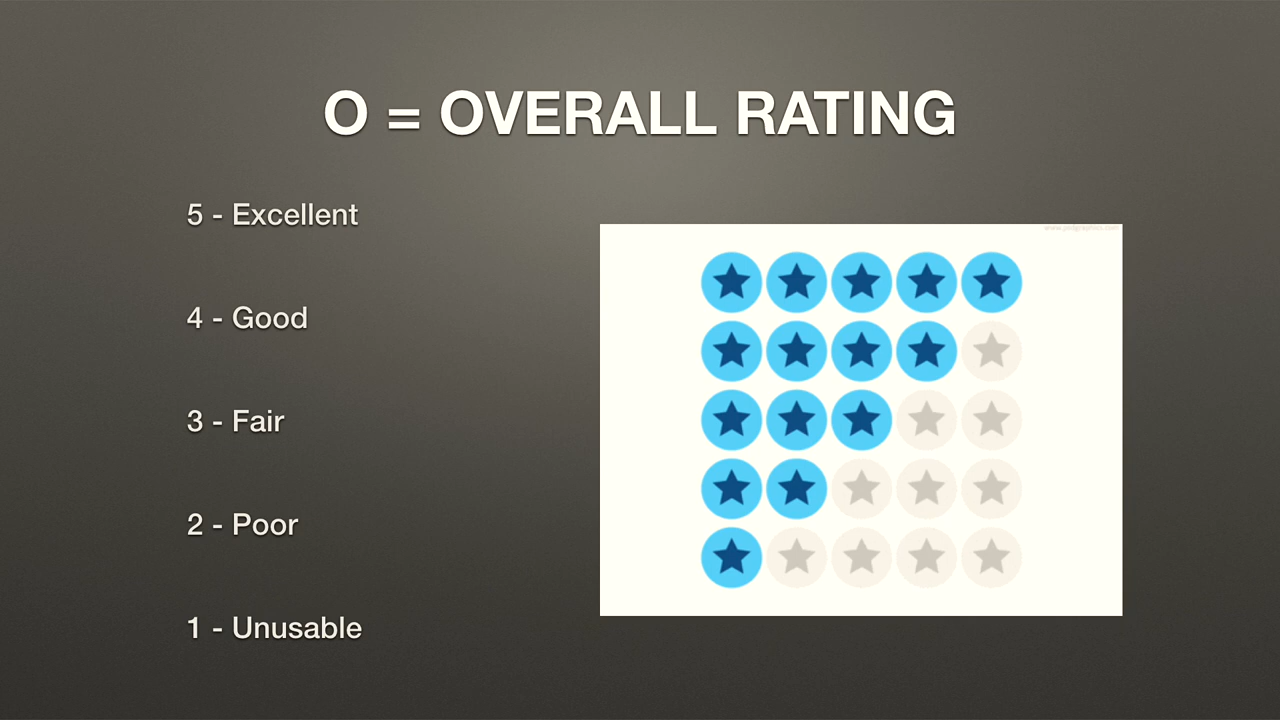 O = OVERALL RATING
5 - Excellent
4 - Good
3 - Fair
2 - Poor
1 - Unusable